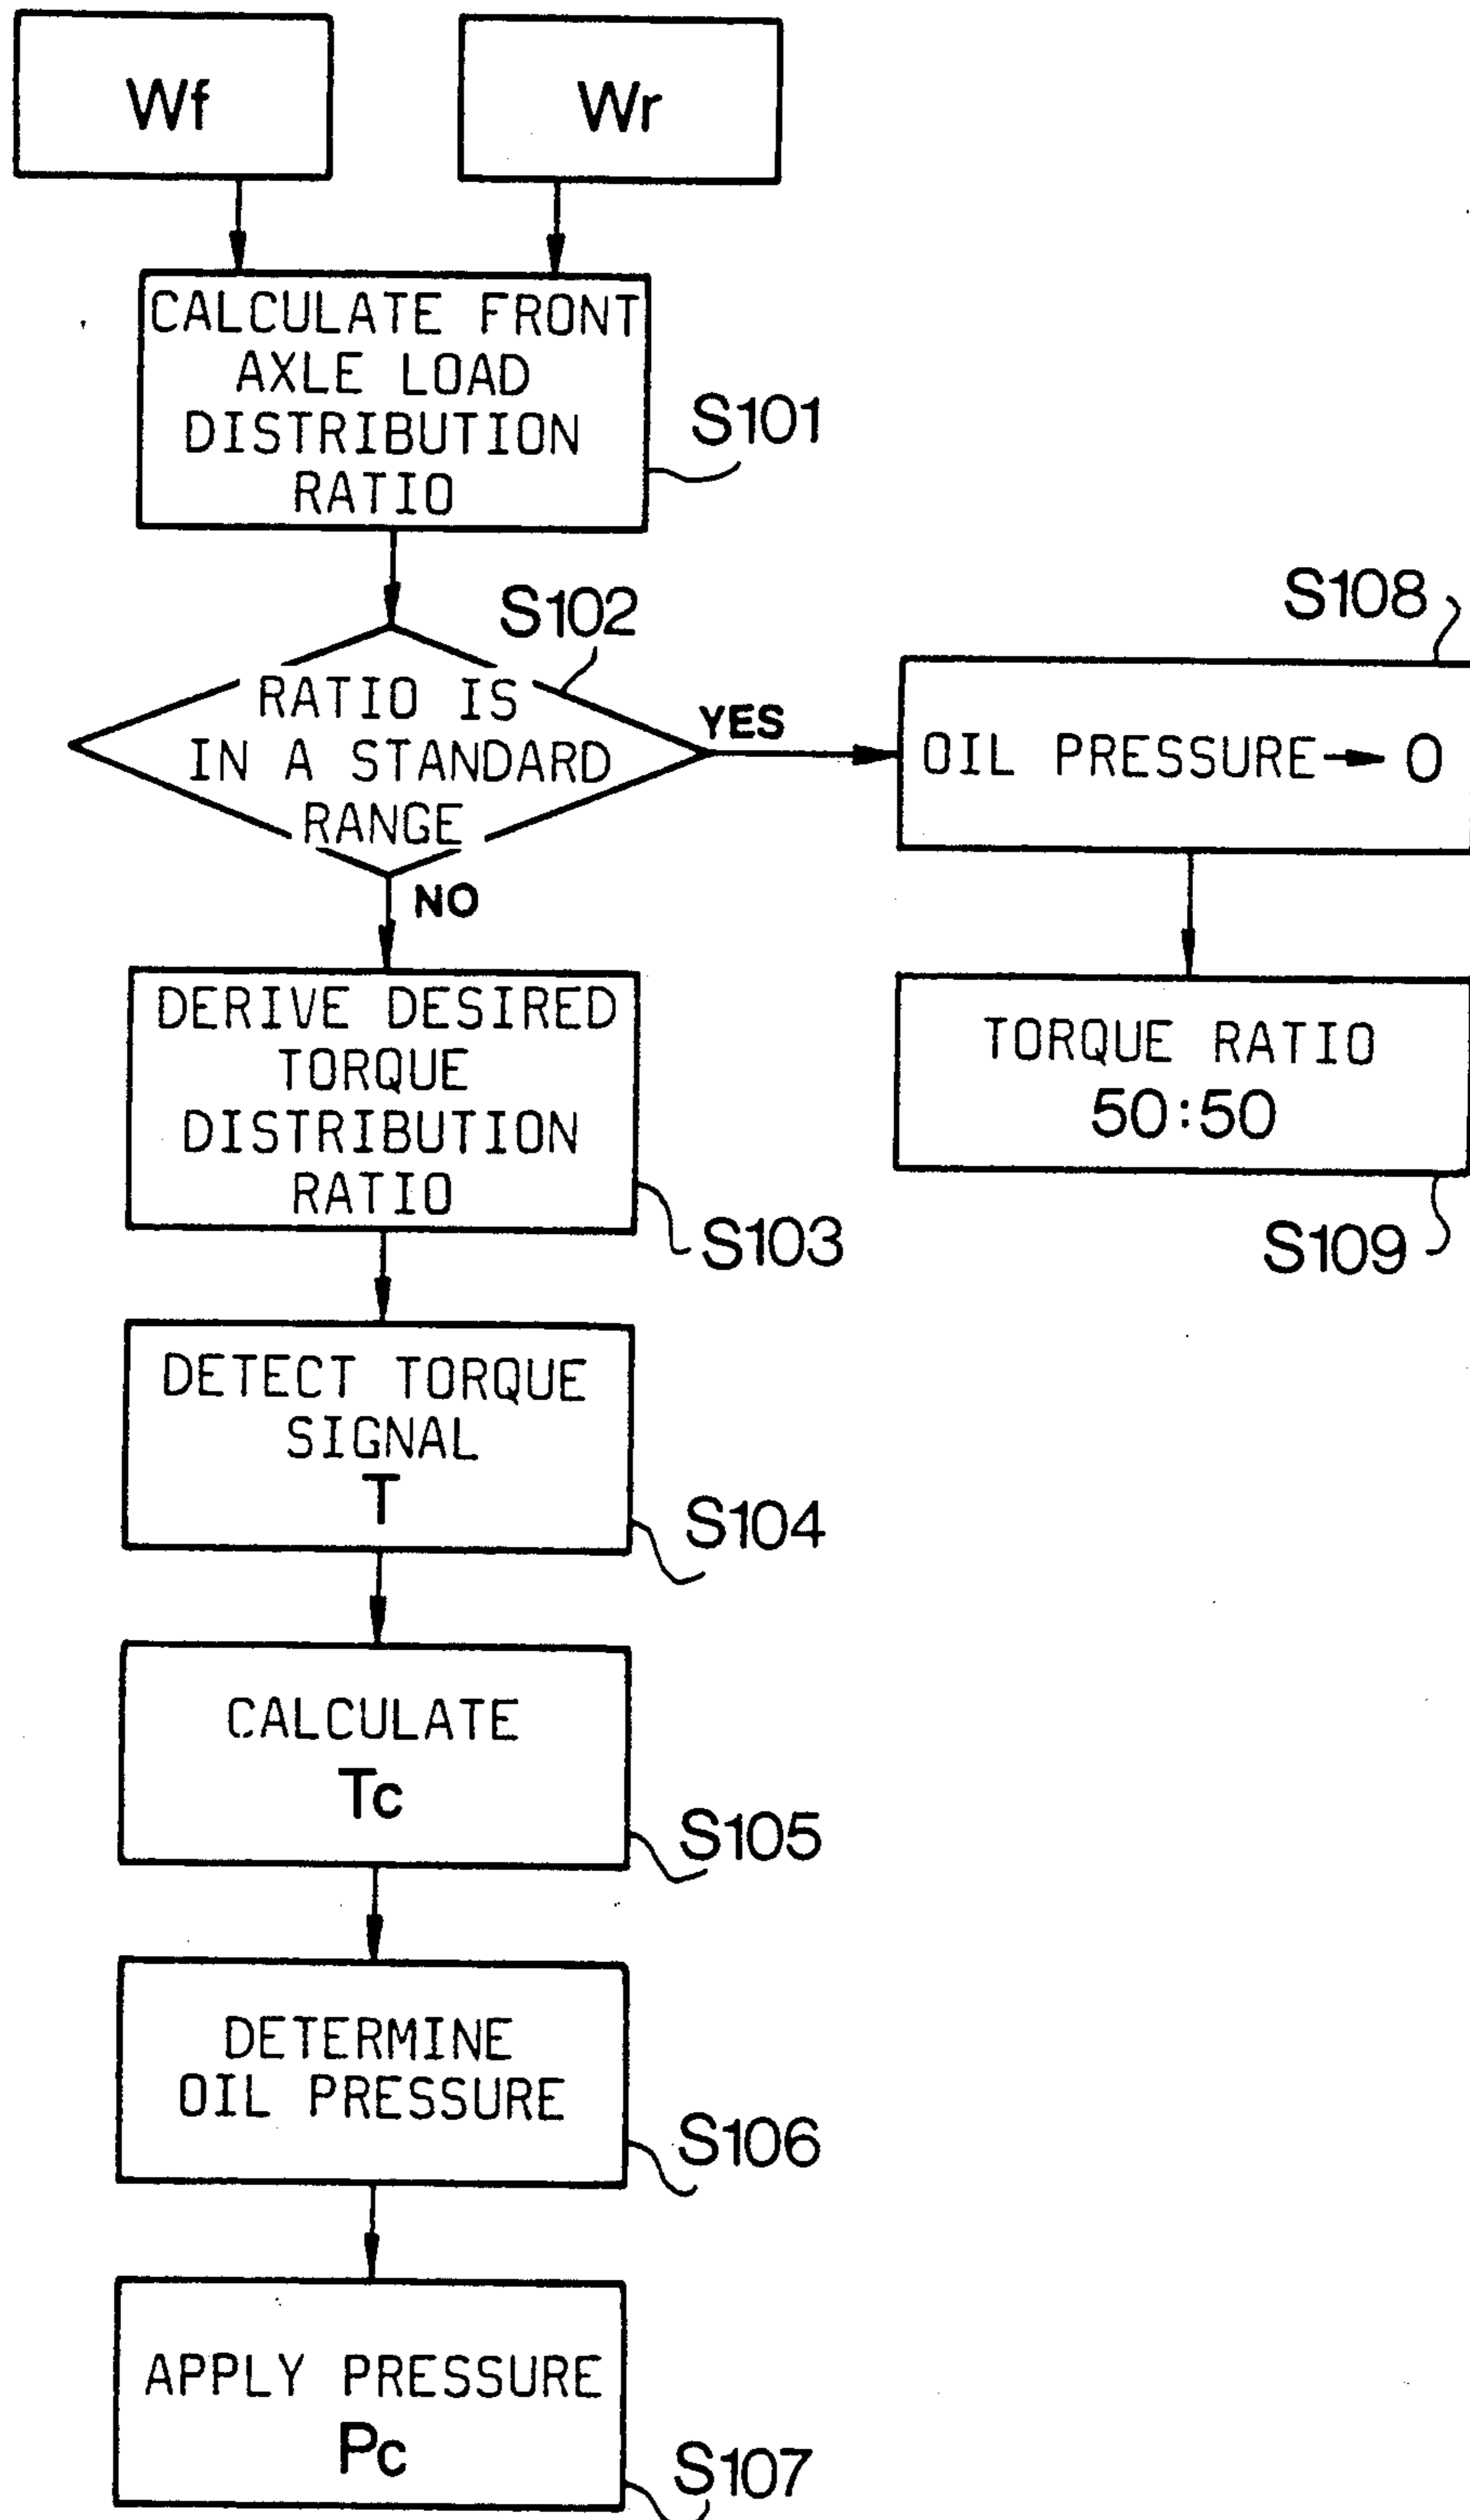 Wf
Wr
CALCULATE FRONT
AXLE LOAD
DISTRIBUTION
RATIO
S101
S102
RATIO IS
IN A STANDARD
RANGE
YES
NO
S108
OIL PRESSURE → 0
TORQUE RATIO
50:50
S109
DERIVE DESIRED
TORQUE
DISTRIBUTION
RATIO
S103
DETECT TORQUE
SIGNAL
T
S104
CALCULATE
Tc
S105
DETERMINE
OIL PRESSURE
S106
APPLY PRESSURE
Pc
S107